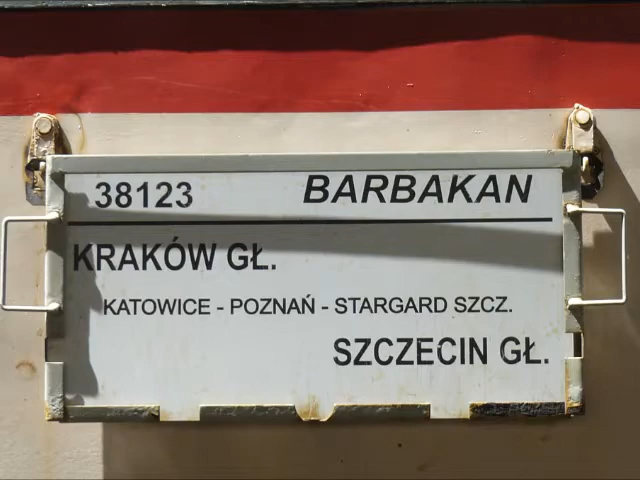 38123 BARBAKAN
KRAKÓW GŁ.
KATOWICE - POZNAŃ - STARGARD SZCZ.
SZCZECIN GŁ.